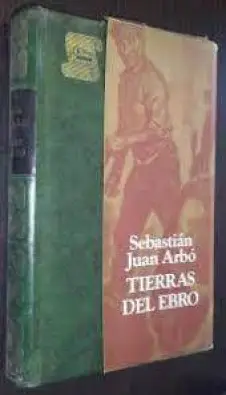 Sebastián
Juan Arbó
TIERRAS
DEL EBRO